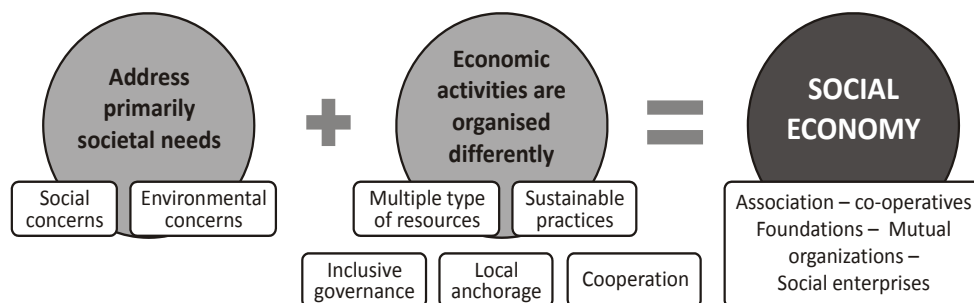 Address
primarily
societal needs
Social
concerns
Environmental
concerns
+
Economic
activities are
organised
differently
Multiple type
of resources
Sustainable
practices
Inclusive
governance
Local
anchorage
Cooperation
=
SOCIAL
ECONOMY
Association – co-operatives
Foundations – Mutual
organizations –
Social enterprises